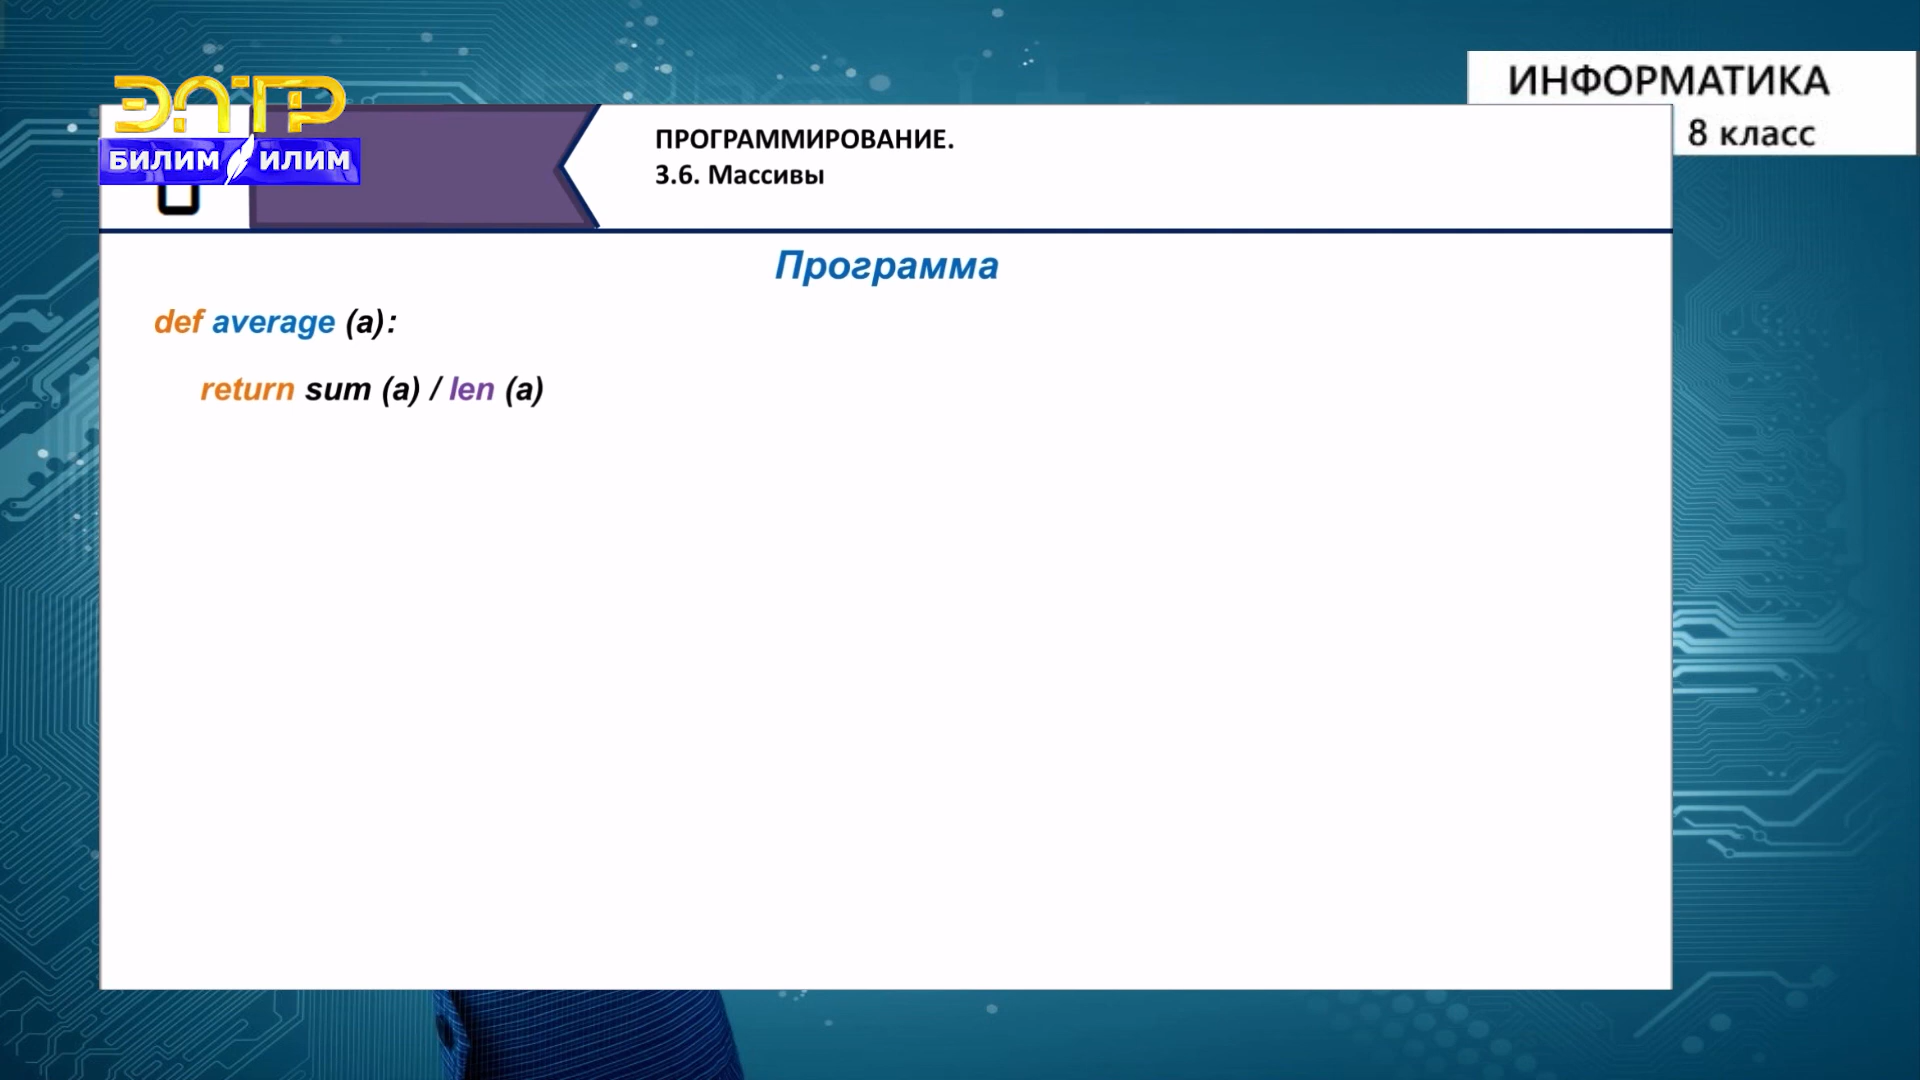 ИНФОРМАТИКА
8 класс
ЭЛТР
БИЛИМ ИЛИМ
ПРОГРАММИРОВАНИЕ.
3.6. Массивы
Программа
def average (a):
return sum (a) / len (a)